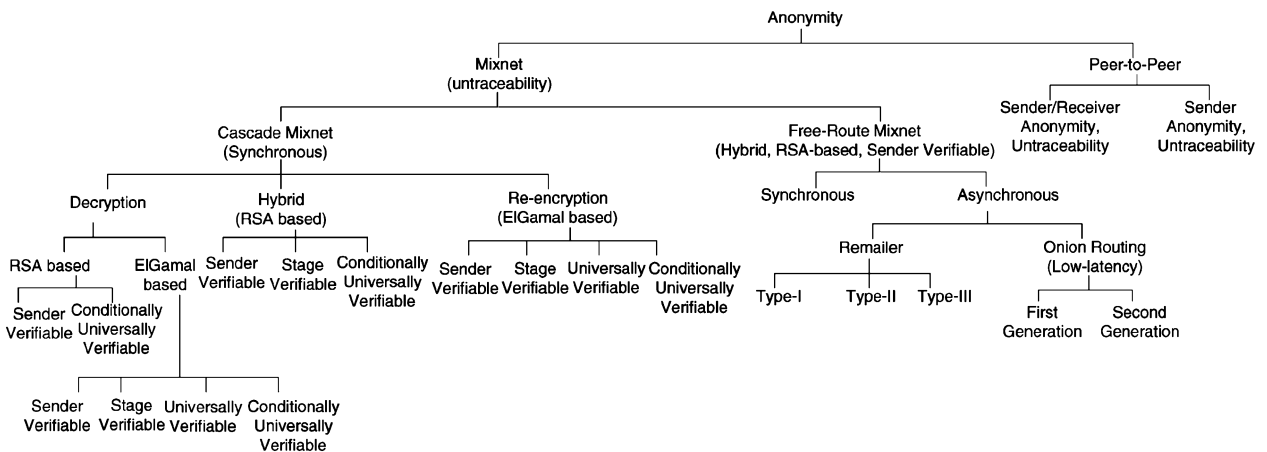 Anonymity
Mixnet
(untraceability)
Peer-to-Peer
Sender/Receiver
Anonymity,
Untraceability
Sender
Anonymity,
Untraceability
Cascade Mixnet
(Synchronous)
Free-Route Mixnet
(Hybrid, RSA-based, Sender Verifiable)
Decryption
Hybrid
(RSA based)
Re-encryption
(ElGamal based)
Synchronous
Asynchronous
RSA based
ElGamal
based
Sender
Verifiable
Stage
Verifiable
Conditionally
Universally
Verifiable
Sender
Verifiable
Stage
Verifiable
Universally
Verifiable
Conditionally
Universally
Verifiable
Remailer
Onion Routing
(Low-latency)
Type-I
Type-II
Type-III
First
Generation
Second
Generation
Sender
Verifiable
Conditionally
Universally
Verifiable
Sender
Verifiable
Stage
Verifiable
Universally
Verifiable
Conditionally
Universally
Verifiable